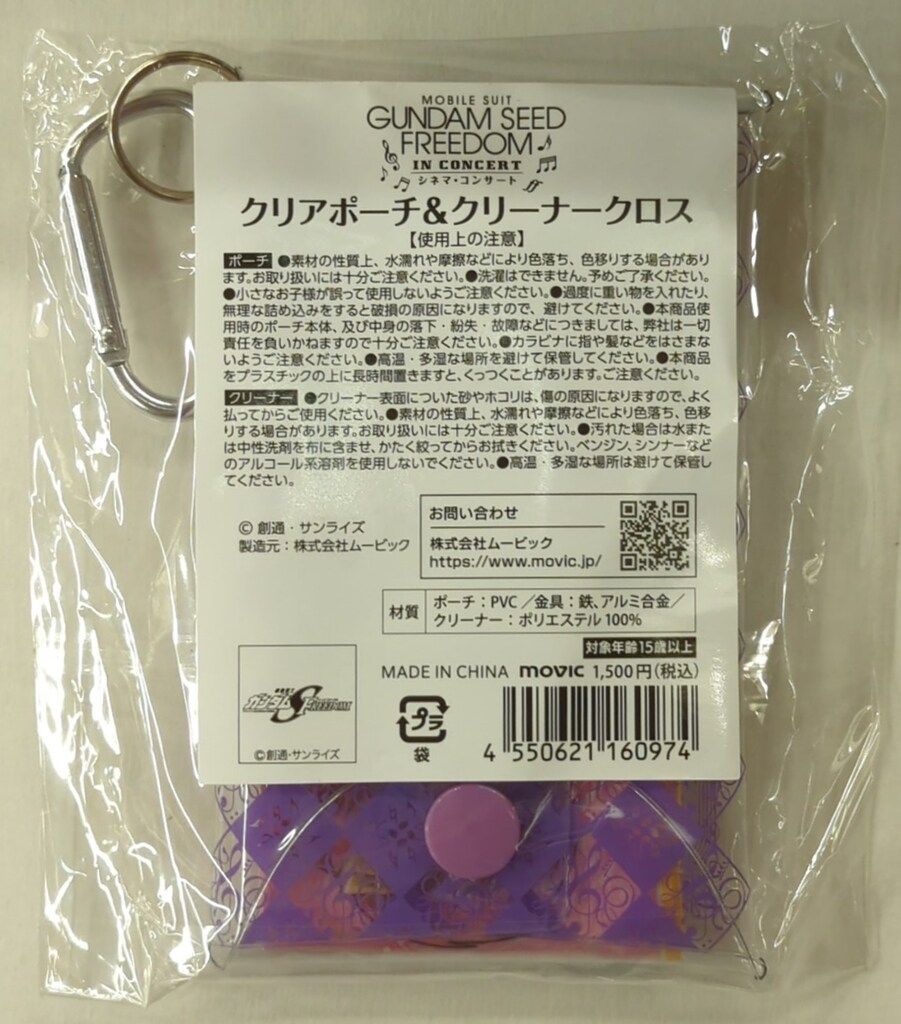 MOBILE SUIT
GUNDAM SEED
FREEDOM
IN CONCERT
シネマ・コンサート
クリアポーチ&クリーナークロス
【使用上の注意】
ポーチ ●素材の性質上、水濡れや摩擦などにより色落ち、色移りする場合があり
ます。お取り扱いには十分ご注意ください。●洗濯はできません。予めご了承ください。
●小さなお子様が誤って使用しないようご注意ください。●過度に重い物を入れたり、
無理な詰め込みをすると破損の原因になりますので、避けてください。●本商品使
用時のポーチ本体、及び中身の落下・紛失・故障などにつきましては、弊社は一切
責任を負いかねますので十分ご注意ください。●カラビナに指や髪などをはさまな
いようご注意ください。●高温・多湿な場所を避けて保管してください。●本商品
をプラスチックの上に長時間置きますと、くっつくことがあります。ご注意ください。
クリーナー ●クリーナー表面についた砂やホコリは、傷の原因になりますので、よく
払ってからご使用ください。●素材の性質上、水濡れや摩擦などにより色落ち、色移
りする場合があります。お取り扱いには十分ご注意ください。●汚れた場合は水また
は中性洗剤を布に含ませ、かたく絞ってからお拭きください。ベンジン、シンナーなど
のアルコール系溶剤を使用しないでください。●高温・多湿な場所は避けて保管し
てください。
© 創通・サンライズ
製造元：株式会社ムービック
お問い合わせ
株式会社ムービック
https://www.movic.jp/
材質
ポーチ：PVC／金具：鉄、アルミ合金／
クリーナー：ポリエステル100%
対象年齢15歳以上
MADE IN CHINA movic 1,500円(税込)
機動戦士
ガンダムSEED
FREEDOM
©創通・サンライズ
プラ
袋
4 550621 160974